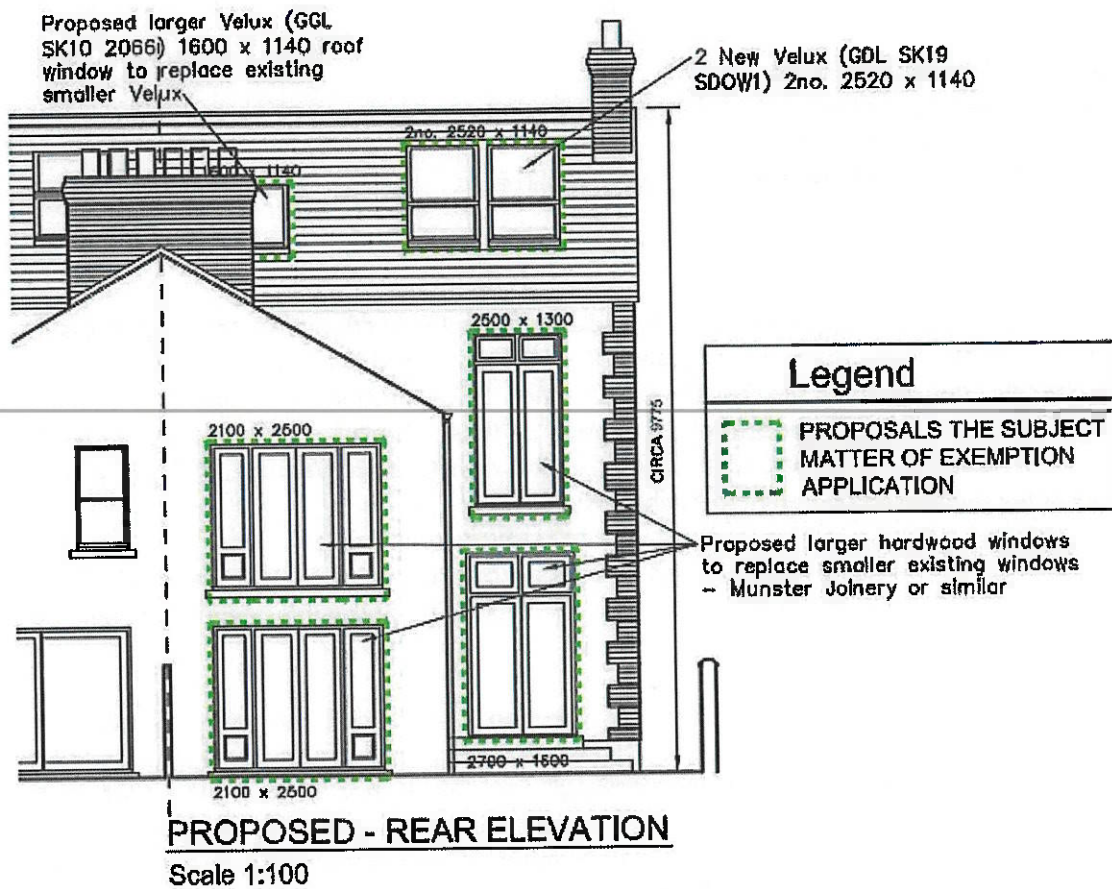 Proposed larger Velux (GGL
SK10 2066i) 1600 x 1140 roof
window to replace existing
smaller Velux
2 New Velux (GDL SK19
SDOW1) 2no. 2520 x 1140
2no. 2520 x 1140
1600 x 1140
2500 x 1300
CIRCA 9775
Legend
PROPOSALS THE SUBJECT
MATTER OF EXEMPTION
APPLICATION
2100 x 2500
Proposed larger hardwood windows
to replace smaller existing windows
- Munster Joinery or similar
2700 x 1500
2100 x 2500
PROPOSED - REAR ELEVATION
Scale 1:100